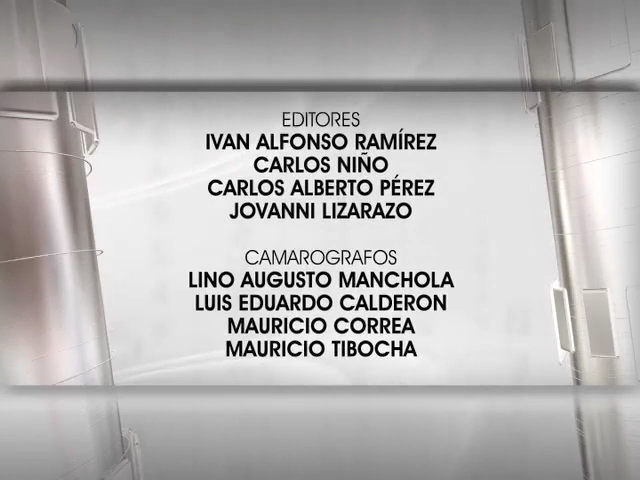 EDITORES
IVAN ALFONSO RAMÍREZ
CARLOS NIÑO
CARLOS ALBERTO PÉREZ
JOVANNI LIZARAZO
CAMAROGRAFOS
LINO AUGUSTO MANCHOLA
LUIS EDUARDO CALDERON
MAURICIO CORREA
MAURICIO TIBOCHA